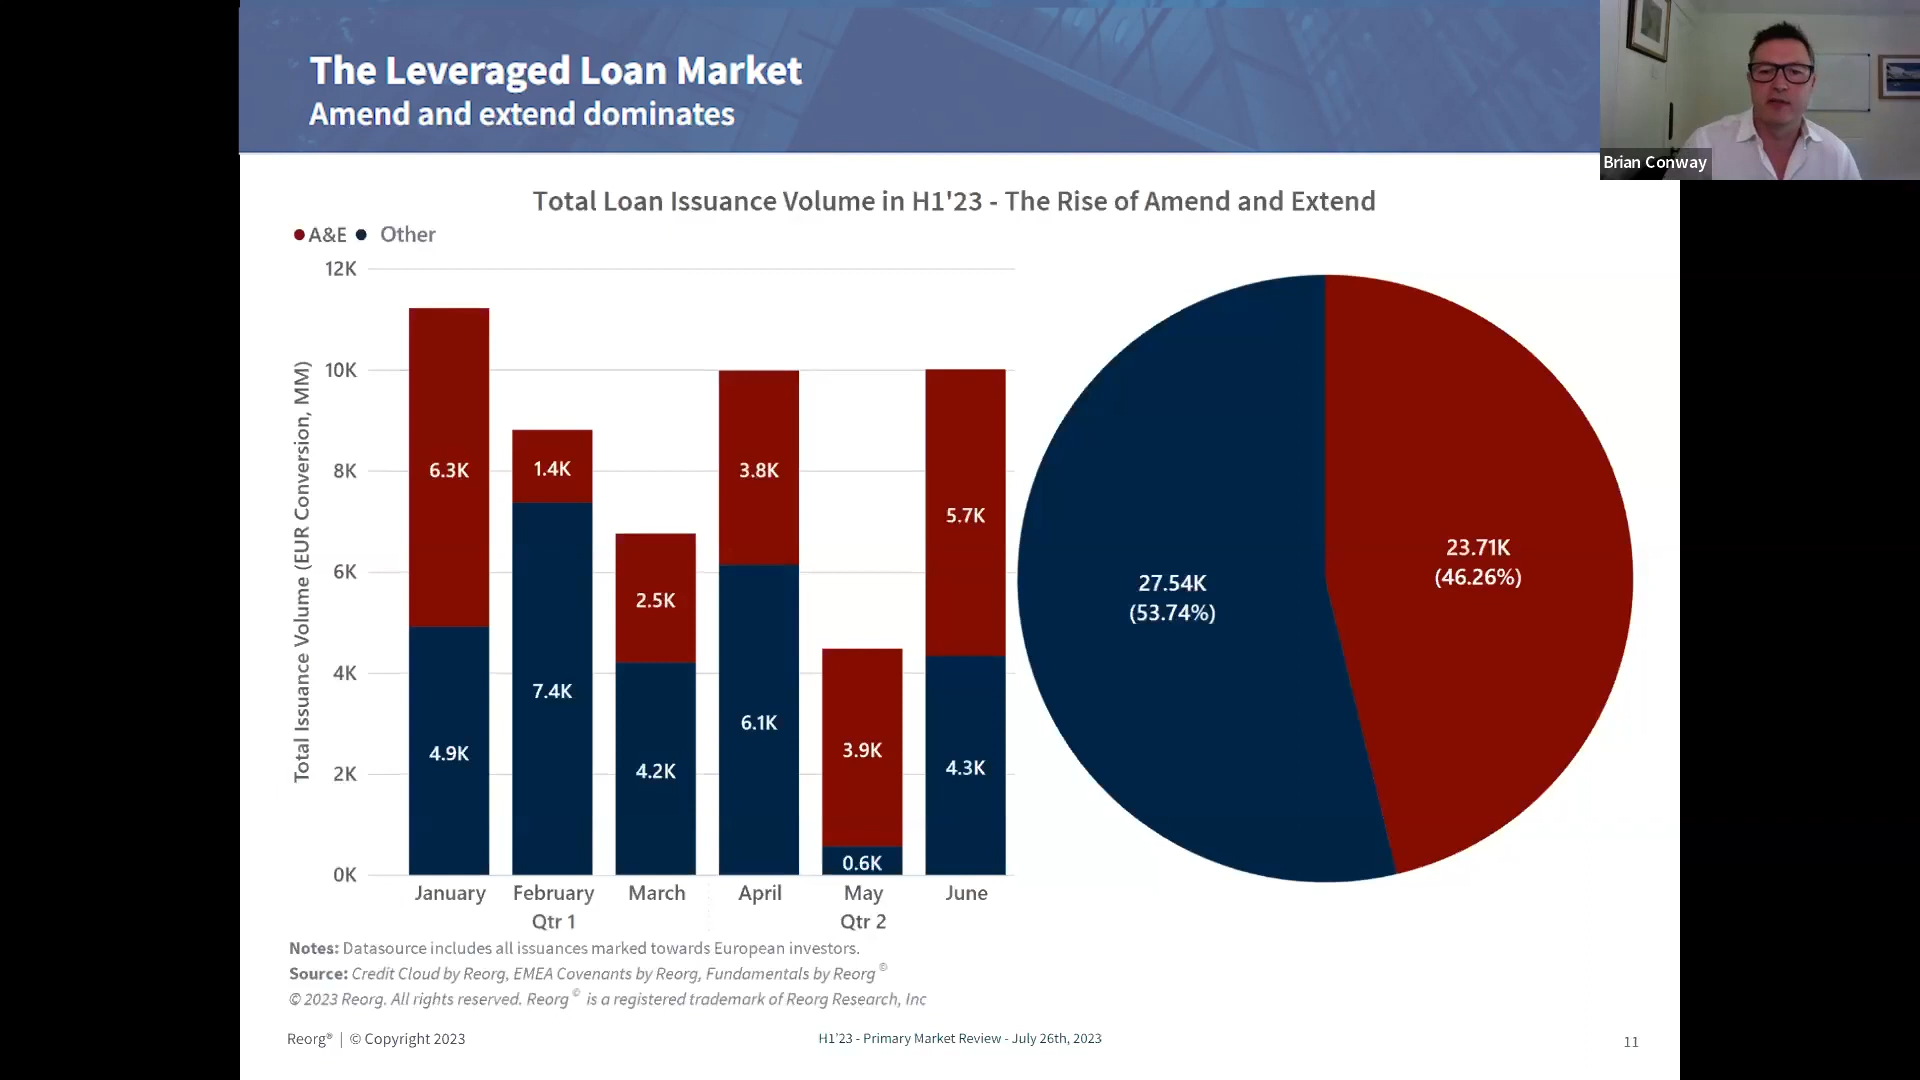 The Leveraged Loan Market
Amend and extend dominates
Brian Conway
Total Loan Issuance Volume in H1'23 - The Rise of Amend and Extend
A&E Other
Total Issuance Volume (EUR Conversion, MM)
12K
10K
8K
6K
4K
2K
0K
6.3K
4.9K
1.4K
7.4K
2.5K
4.2K
3.8K
6.1K
3.9K
0.6K
5.7K
4.3K
January February March April May June
Qtr 1 Qtr 2
27.54K
(53.74%)
23.71K
(46.26%)
Notes: Datasource includes all issuances marked towards European investors.
Source: Credit Cloud by Reorg, EMEA Covenants by Reorg, Fundamentals by Reorg ©
© 2023 Reorg. All rights reserved. Reorg © is a registered trademark of Reorg Research, Inc
Reorg® | © Copyright 2023
H1'23 - Primary Market Review - July 26th, 2023
11